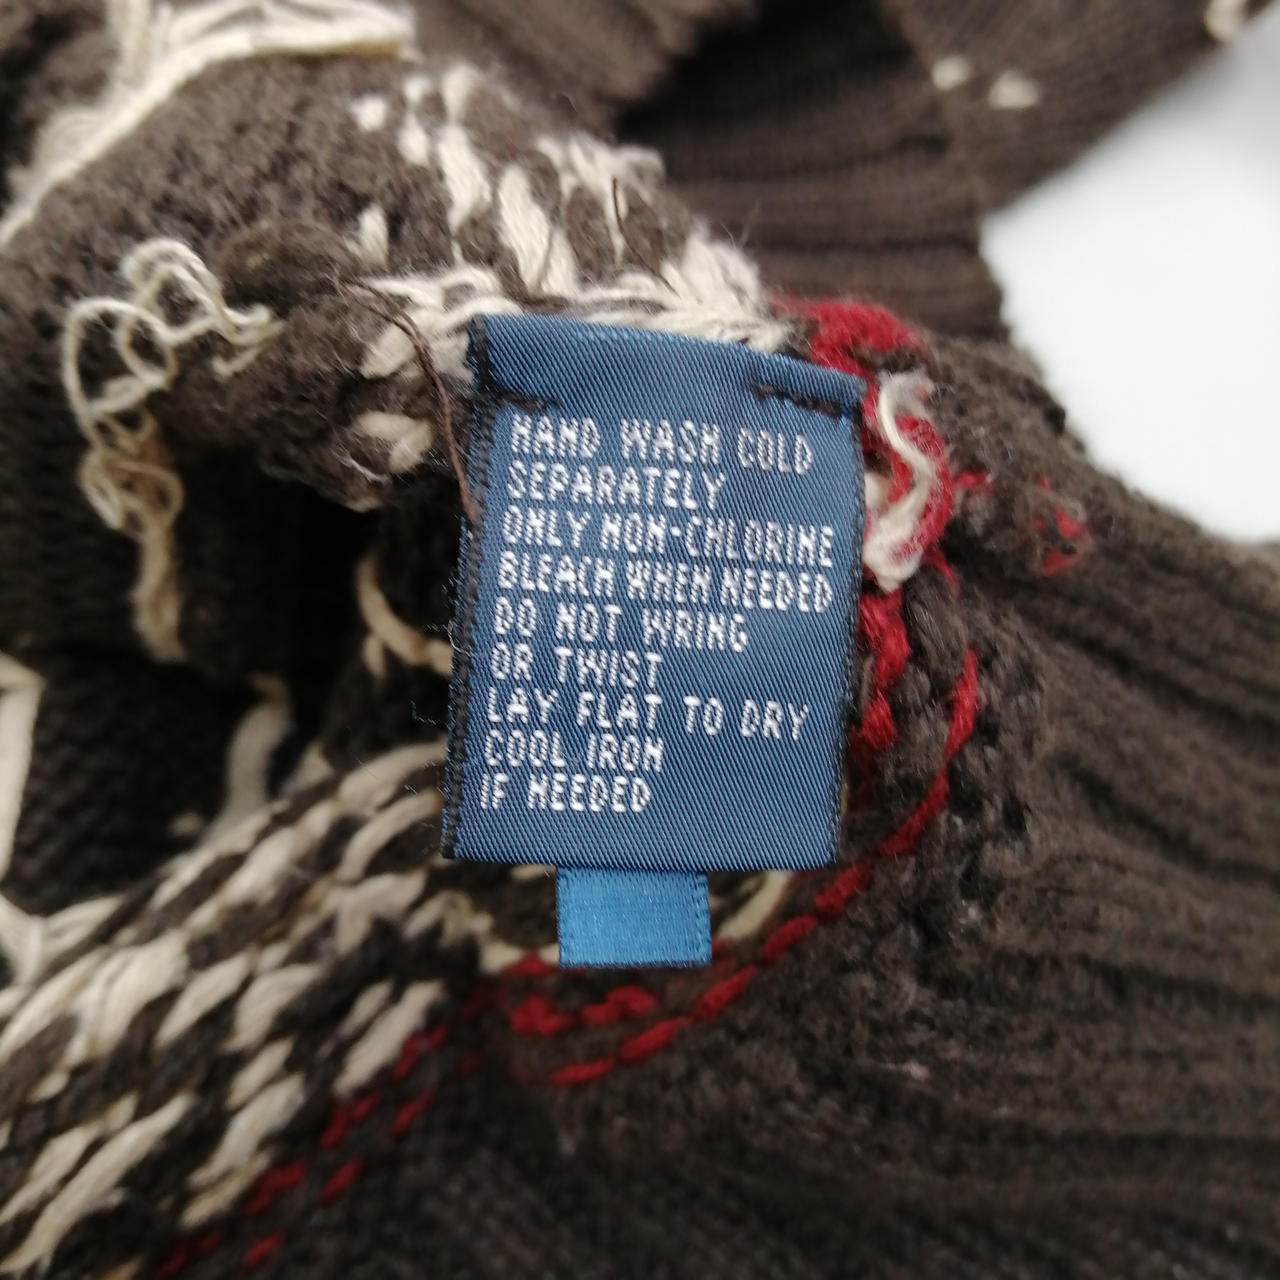 HAND WASH COLD
SEPARATELY
ONLY NON-CHLORINE
BLEACH WHEN NEEDED
DO NOT WRING
OR TWIST
LAY FLAT TO DRY
COOL IRON
IF NEEDED